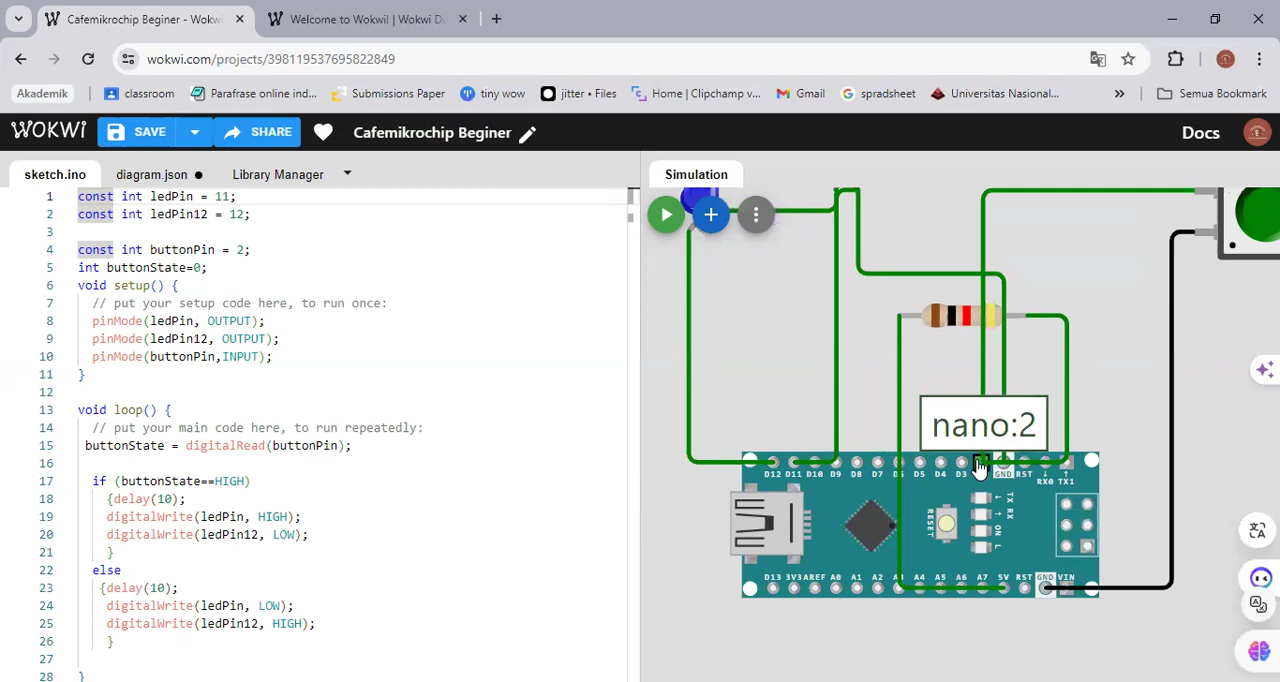 Cafemikrochip Beginer - Wokwi
Welcome to Wokwi! | Wokwi D
wokwi.com/projects/398119537695822849
Akademik
classroom
Parafrase online ind...
Submissions Paper
tiny wow
jitter • Files
Home | Clipchamp v...
Gmail
spradsheet
Universitas Nasional...
»
Semua Bookmark
WOKWI
SAVE
SHARE
Cafemikrochip Beginer
Docs
sketch.ino
diagram.json
Library Manager
Simulation
1 const int ledPin = 11;
2 const int ledPin12 = 12;
3
4 const int buttonPin = 2;
5 int buttonState=0;
6 void setup() {
7 // put your setup code here, to run once:
8 pinMode(ledPin, OUTPUT);
9 pinMode(ledPin12, OUTPUT);
10 pinMode(buttonPin,INPUT);
11 }
12
13 void loop() {
14 // put your main code here, to run repeatedly:
15 buttonState = digitalRead(buttonPin);
16
17 if (buttonState==HIGH)
18 {delay(10);
19 digitalWrite(ledPin, HIGH);
20 digitalWrite(ledPin12, LOW);
21 }
22 else
23 {delay(10);
24 digitalWrite(ledPin, LOW);
25 digitalWrite(ledPin12, HIGH);
26 }
27
28 }
nano:2
D12 D11 D10 D9 D8 D7 D6 D5 D4 D3 GND RST RX0 TX1
RESET
TX RX
ON L
D13 3V3 AREF A0 A1 A2 A3 A4 A5 A6 A7 5V RST GND VIN